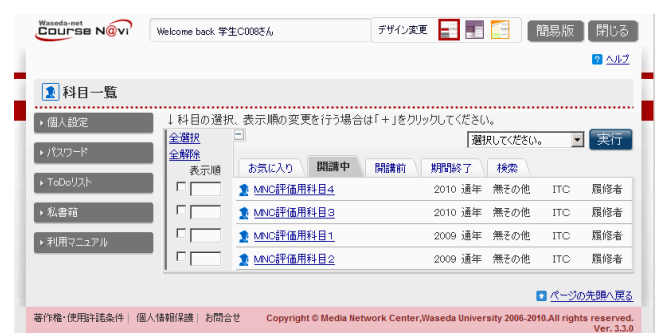 Waseda-net
Course N@vi
Welcome back 学生C008さん
デザイン変更
簡易版
閉じる
ヘルプ
科目一覧
個人設定
パスワード
ToDoリスト
私書箱
利用マニュアル
↓科目の選択、表示順の変更を行う場合は「+」をクリックしてください。
全選択
全解除
選択してください。
実行
表示順
お気に入り 開講中 開講前 期間終了 検索
MNC評価用科目4 2010 通年 無その他 ITC 履修者
MNC評価用科目3 2010 通年 無その他 ITC 履修者
MNC評価用科目1 2009 通年 無その他 ITC 履修者
MNC評価用科目2 2009 通年 無その他 ITC 履修者
ページの先頭へ戻る
著作権・使用許諾条件| 個人情報保護| お問合せ
Copyright © Media Network Center,Waseda University 2006-2010.All rights reserved.
Ver. 3.3.0